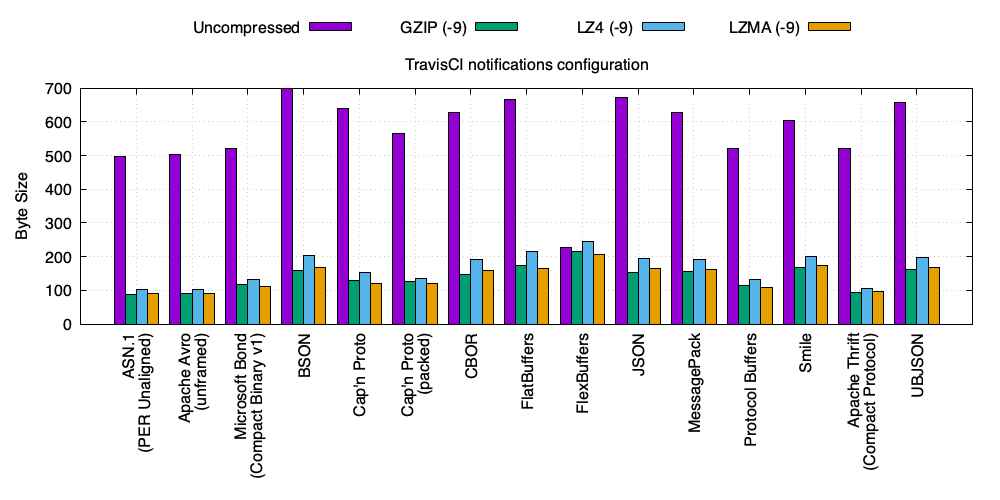 Uncompressed GZIP (-9) LZ4 (-9) LZMA (-9)
TravisCI notifications configuration
Byte Size
700
600
500
400
300
200
100
0
ASN.1
(PER Unaligned)
Apache Avro
(unframed)
Microsoft Bond
(Compact Binary v1)
BSON
Cap'n Proto
Cap'n Proto
(packed)
CBOR
FlatBuffers
FlexBuffers
JSON
MessagePack
Protocol Buffers
Smile
Apache Thrift
(Compact Protocol)
UBJSON